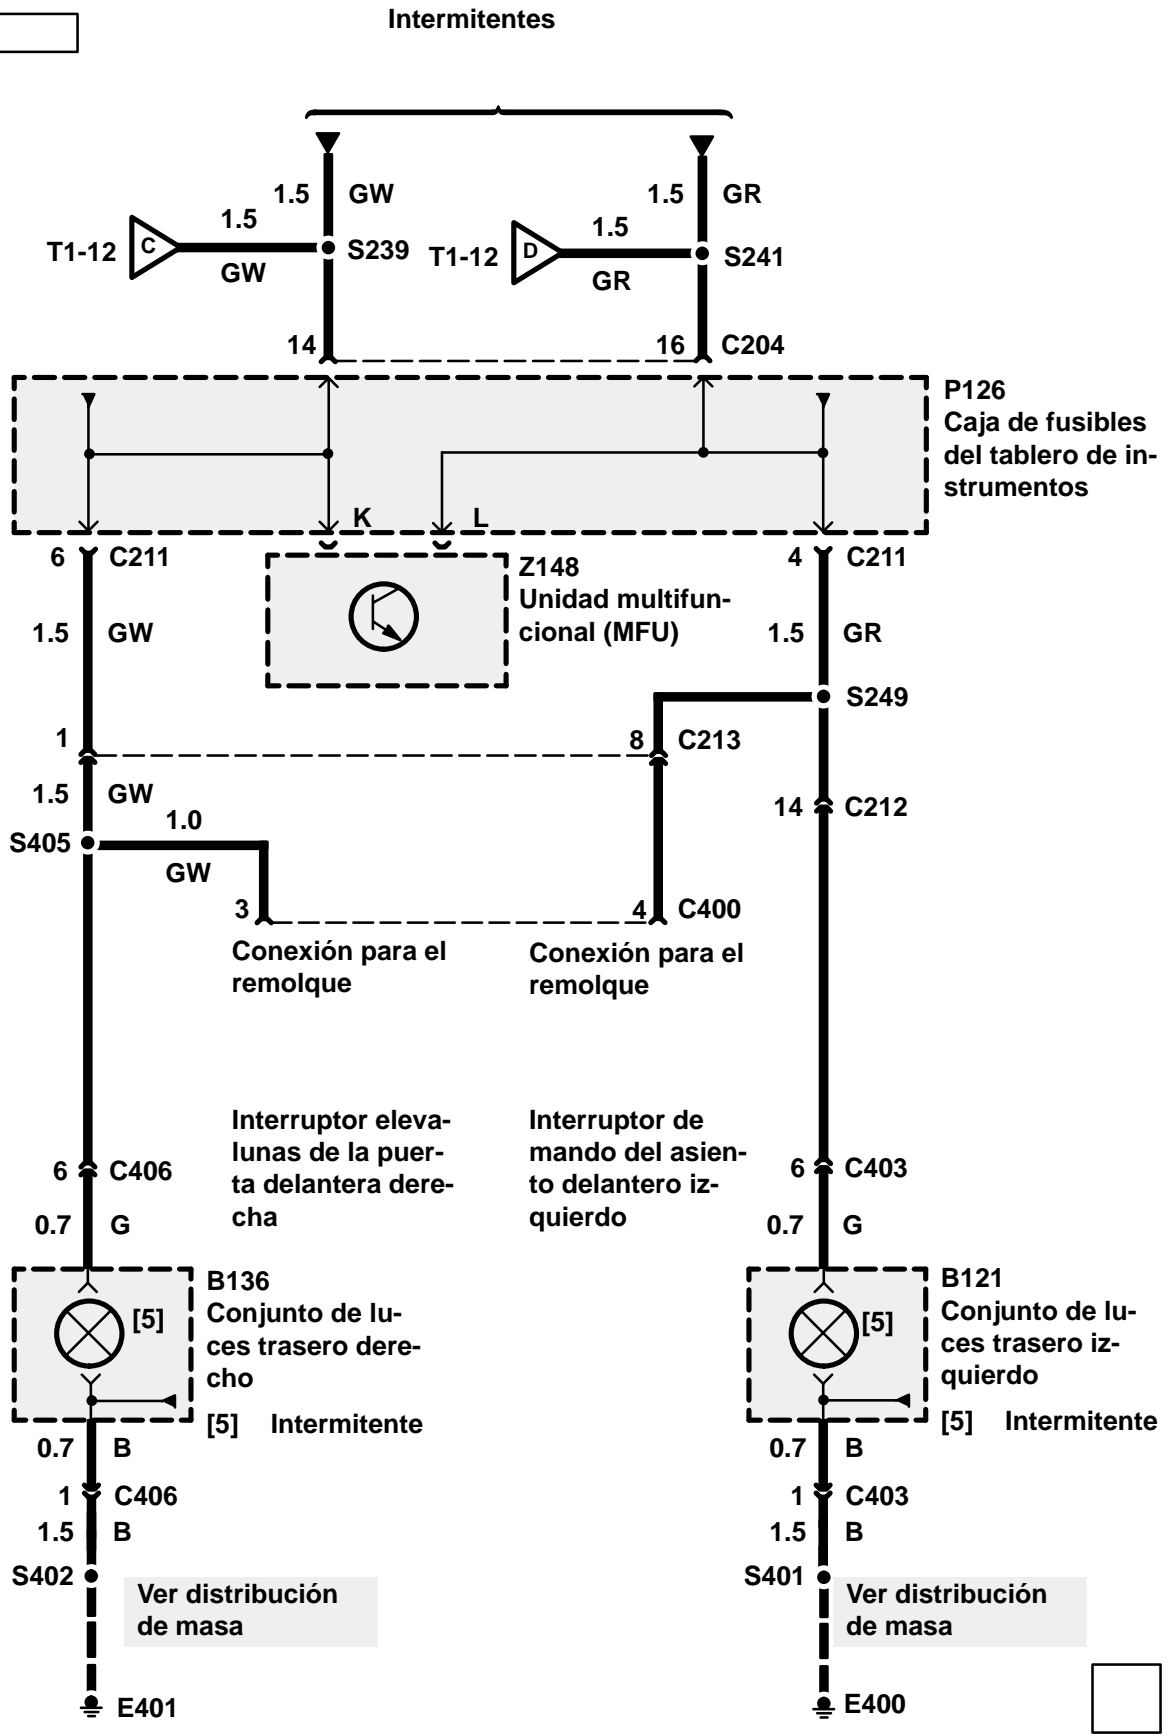 Intermitentes
1.5 GW
1.5 GR
1.5
1.5
T1-12 C
S239
T1-12 D
S241
GW
GR
14
16 C204
P126
Caja de fusibles
del tablero de in-
strumentos
K
L
6 C211
4 C211
Z148
Unidad multifun-
cional (MFU)
1.5 GW
1.5 GR
S249
1
8 C213
1.5 GW
14 C212
1.0
S405
GW
3
4 C400
Conexión para el
remolque
Conexión para el
remolque
Interruptor eleva-
lunas de la puer-
ta delantera dere-
cha
Interruptor de
mando del asien-
to delantero iz-
quierdo
6 C406
6 C403
0.7 G
0.7 G
B136
Conjunto de lu-
ces trasero dere-
cho
[5] Intermitente
[5]
B121
Conjunto de lu-
ces trasero iz-
quierdo
[5] Intermitente
[5]
0.7 B
0.7 B
1 C406
1 C403
1.5 B
1.5 B
S402
S401
Ver distribución
de masa
Ver distribución
de masa
E401
E400